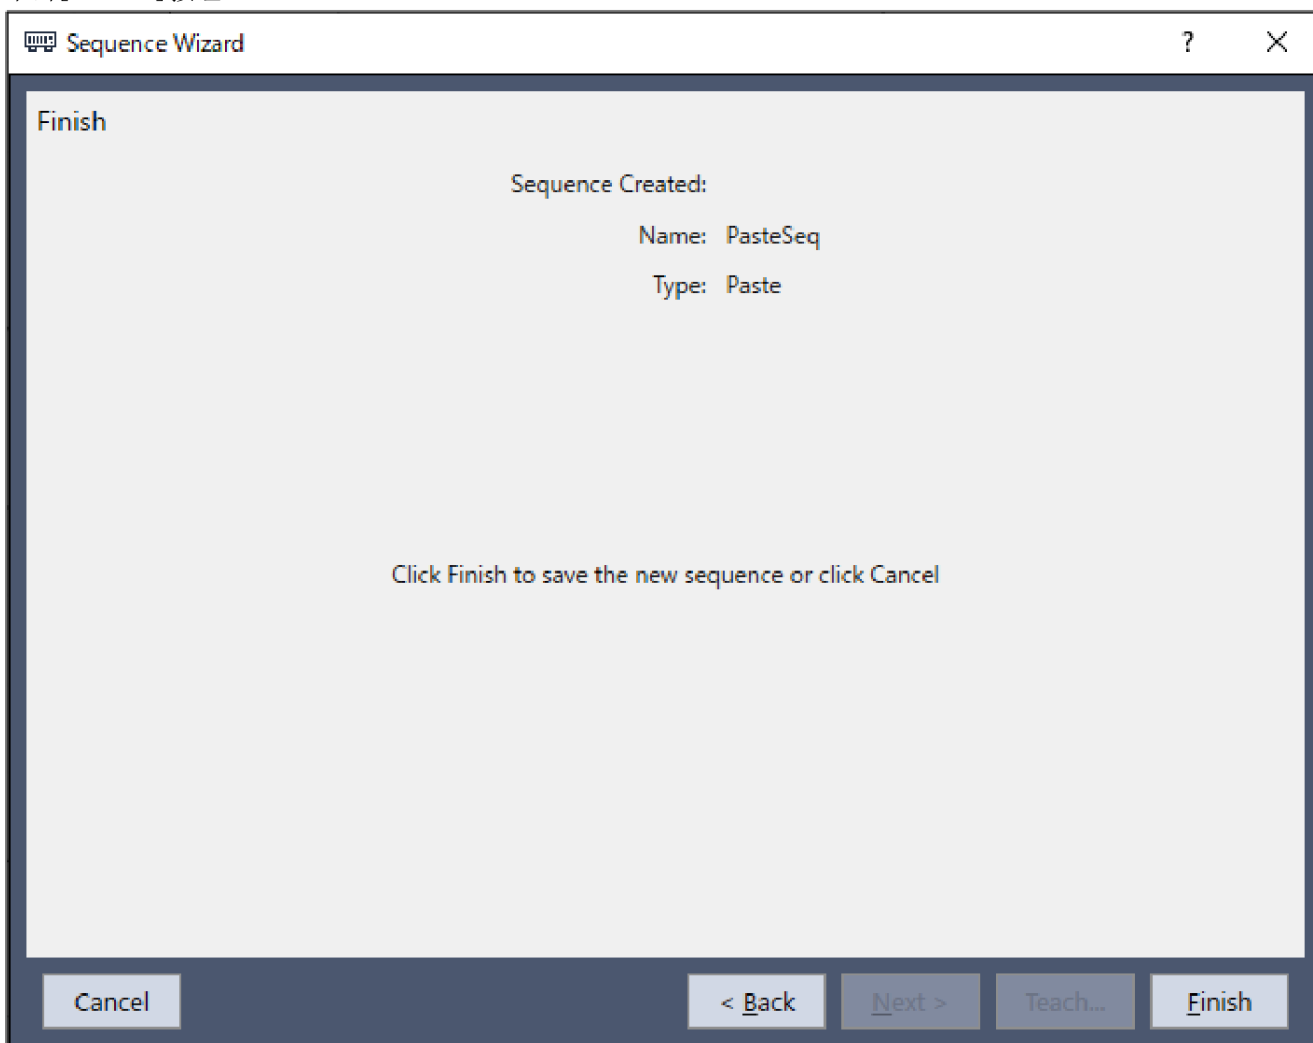 Sequence Wizard
?
Finish
Sequence Created:
Name: PasteSeq
Type: Paste
Click Finish to save the new sequence or click Cancel
Cancel
< Back
Next >
Teach...
Finish